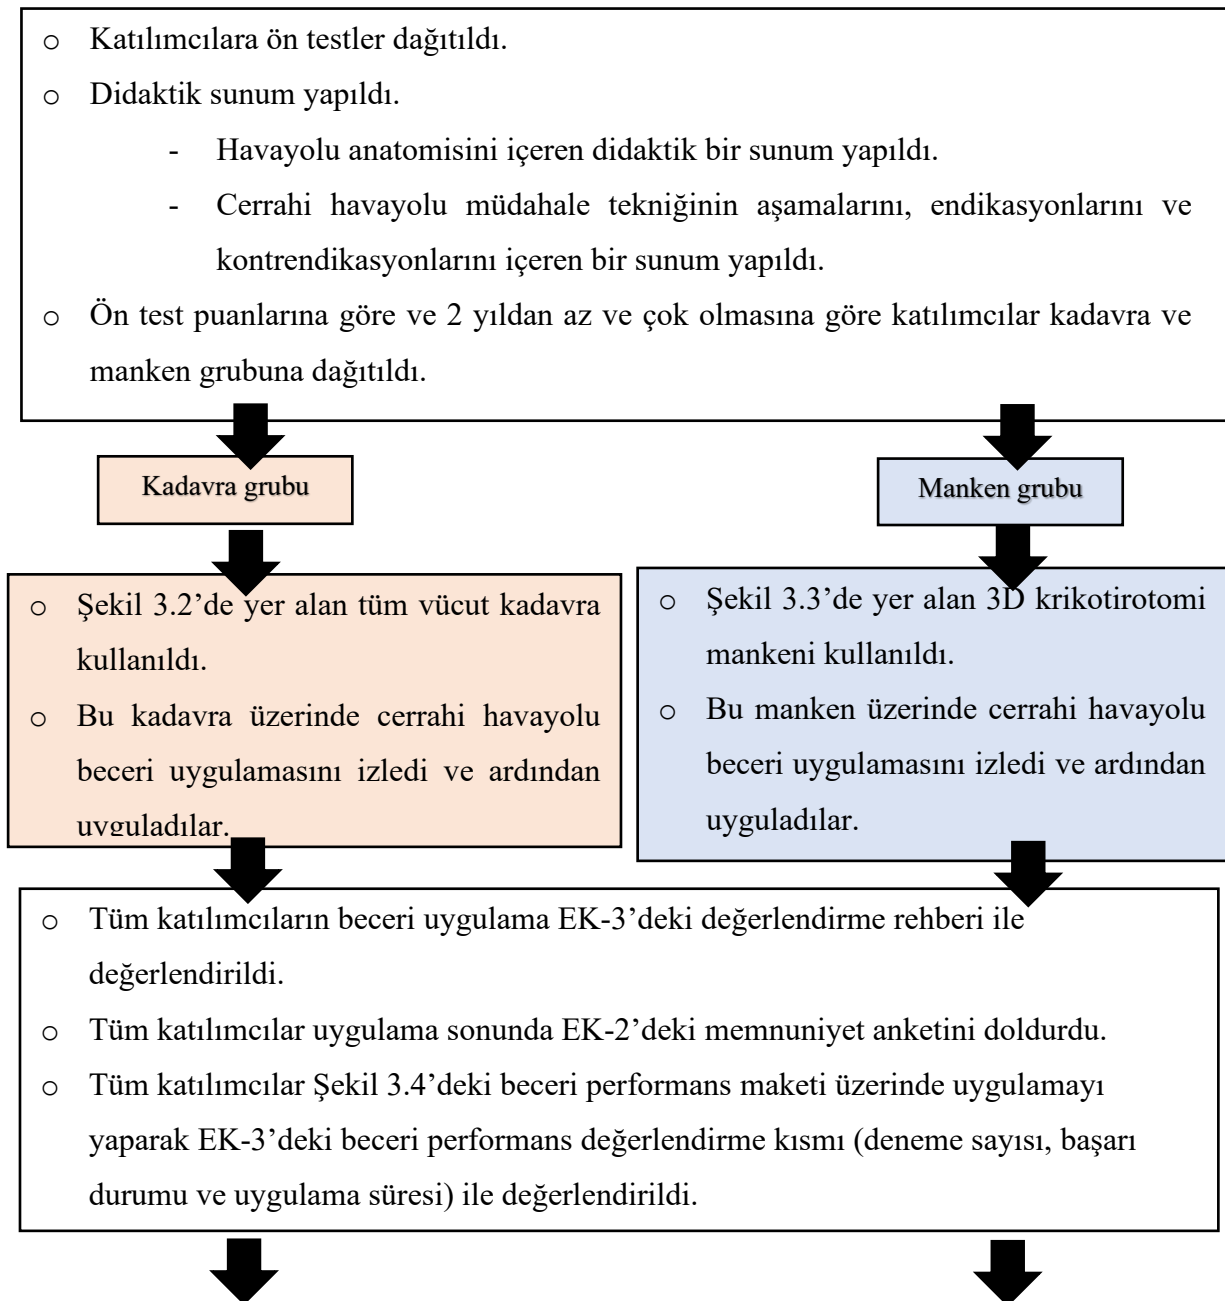 o Katılımcılara ön testler dağıtıldı.
o Didaktik sunum yapıldı.
- Havayolu anatomisini içeren didaktik bir sunum yapıldı.
- Cerrahi havayolu müdahale tekniğinin aşamalarını, endikasyonlarını ve
kontrendikasyonlarını içeren bir sunum yapıldı.
o Ön test puanlarına göre ve 2 yıldan az ve çok olmasına göre katılımcılar kadavra ve
manken grubuna dağıtıldı.
Kadavra grubu
Manken grubu
o Şekil 3.2’de yer alan tüm vücut kadavra
kullanıldı.
o Bu kadavra üzerinde cerrahi havayolu
beceri uygulamasını izledi ve ardından
uyguladılar.
o Şekil 3.3’de yer alan 3D krikotirotomi
mankeni kullanıldı.
o Bu manken üzerinde cerrahi havayolu
beceri uygulamasını izledi ve ardından
uyguladılar.
o Tüm katılımcıların beceri uygulama EK-3’deki değerlendirme rehberi ile
değerlendirildi.
o Tüm katılımcılar uygulama sonunda EK-2’deki memnuniyet anketini doldurdu.
o Tüm katılımcılar Şekil 3.4’deki beceri performans maketi üzerinde uygulamayı
yaparak EK-3’deki beceri performans değerlendirme kısmı (deneme sayısı, başarı
durumu ve uygulama süresi) ile değerlendirildi.